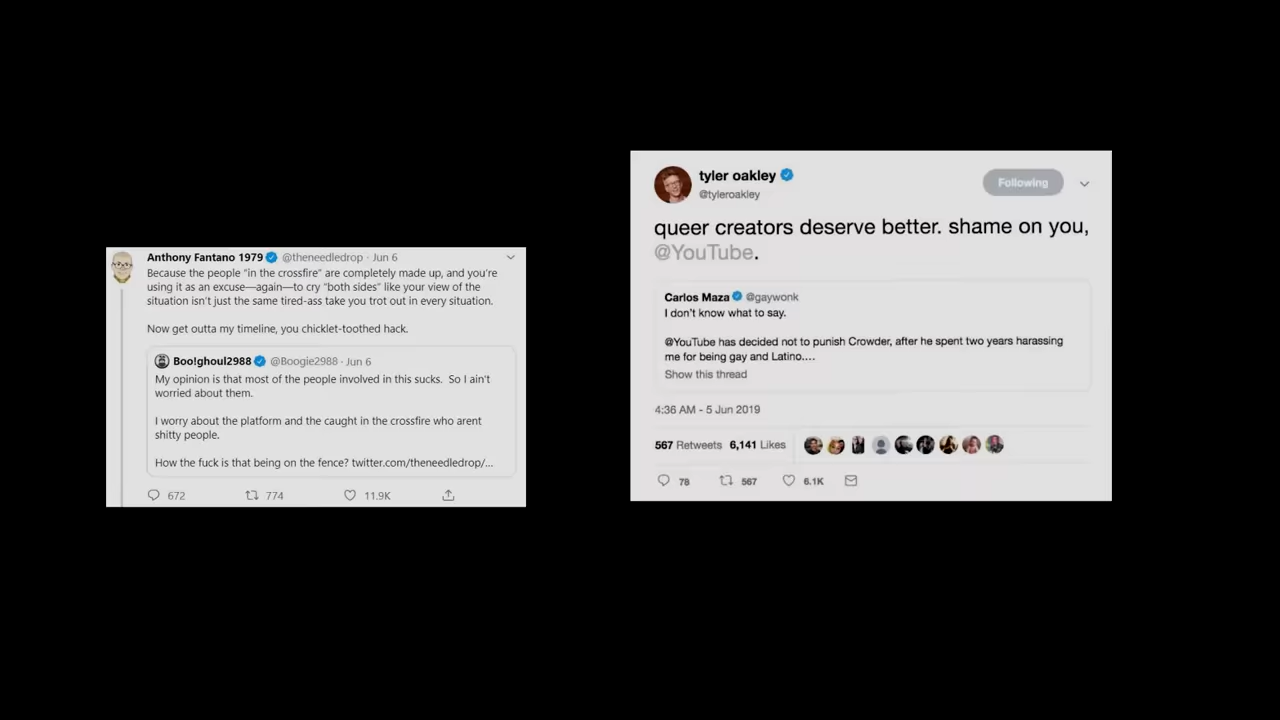 Anthony Fantano 1979 @theneedledrop · Jun 6
Because the people “in the crossfire” are completely made up, and you’re
using it as an excuse—again—to cry “both sides” like your view of the
situation isn’t just the same tired-ass take you trot out in every situation.
Now get outta my timeline, you chicklet-toothed hack.
Boo!ghoul2988 @Boogie2988 · Jun 6
My opinion is that most of the people involved in this sucks. So I ain’t
worried about them.
I worry about the platform and the caught in the crossfire who arent
shitty people.
How the fuck is that being on the fence? twitter.com/theneedledrop/...
672 774 11.9K
tyler oakley
@tyleroakley
Following
queer creators deserve better. shame on you,
@YouTube.
Carlos Maza @gaywonk
I don’t know what to say.
@YouTube has decided not to punish Crowder, after he spent two years harassing
me for being gay and Latino....
Show this thread
4:36 AM - 5 Jun 2019
567 Retweets 6,141 Likes
78 567 6.1K